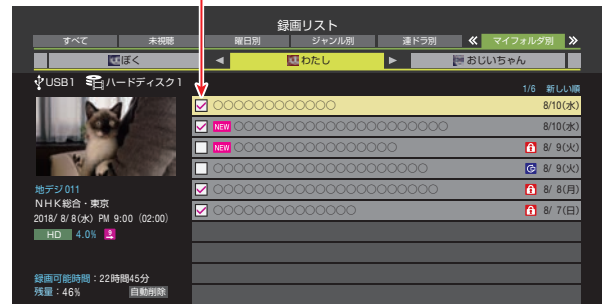 録画リスト
すべて 未視聴 曜日別 ジャンル別 連ドラ別 マイフォルダ別
ぼく わたし おじいちゃん
USB1 ハードディスク1
1/6 新しい順
○○○○○○○○○○○○ 8/10(水)
NEW ○○○○○○○○○○○○○○○○○○○○○ 8/10(水)
NEW ○○○○○○○○○○○○○○○○ 8/ 9(火)
○○○○○○○○○○○○○○○○○○○○ 8/ 9(火)
○○○○○○○○○○○○○○○○○○○○○ 8/ 8(月)
○○○○○○○○○○○○○ 8/ 7(日)
地デジ011
NHK総合・東京
2018/ 8/ 8(水) PM 9:00 (02:00)
HD 4.0%
録画可能時間：22時間45分
残量：46% 自動削除